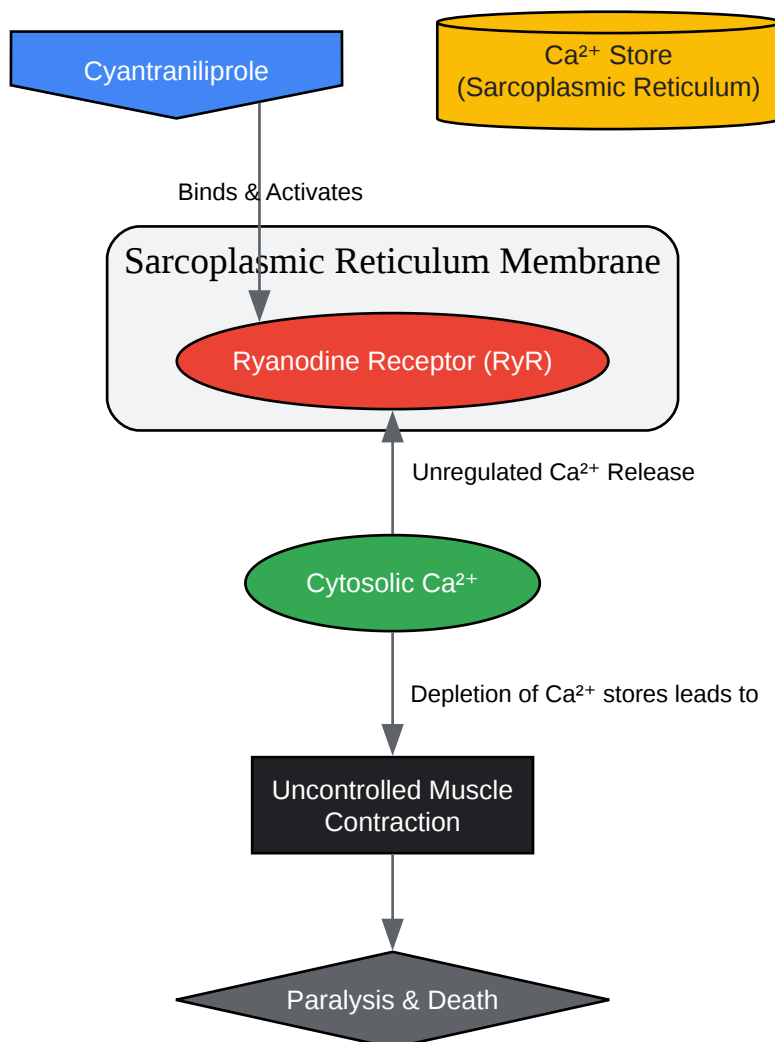 Cyantraniliprole
Ca²⁺ Store
(Sarcoplasmic Reticulum)
Binds & Activates
Sarcoplasmic Reticulum Membrane
Ryanodine Receptor (RyR)
Unregulated Ca²⁺ Release
Cytosolic Ca²⁺
Depletion of Ca²⁺ stores leads to
Uncontrolled Muscle
Contraction
Paralysis & Death